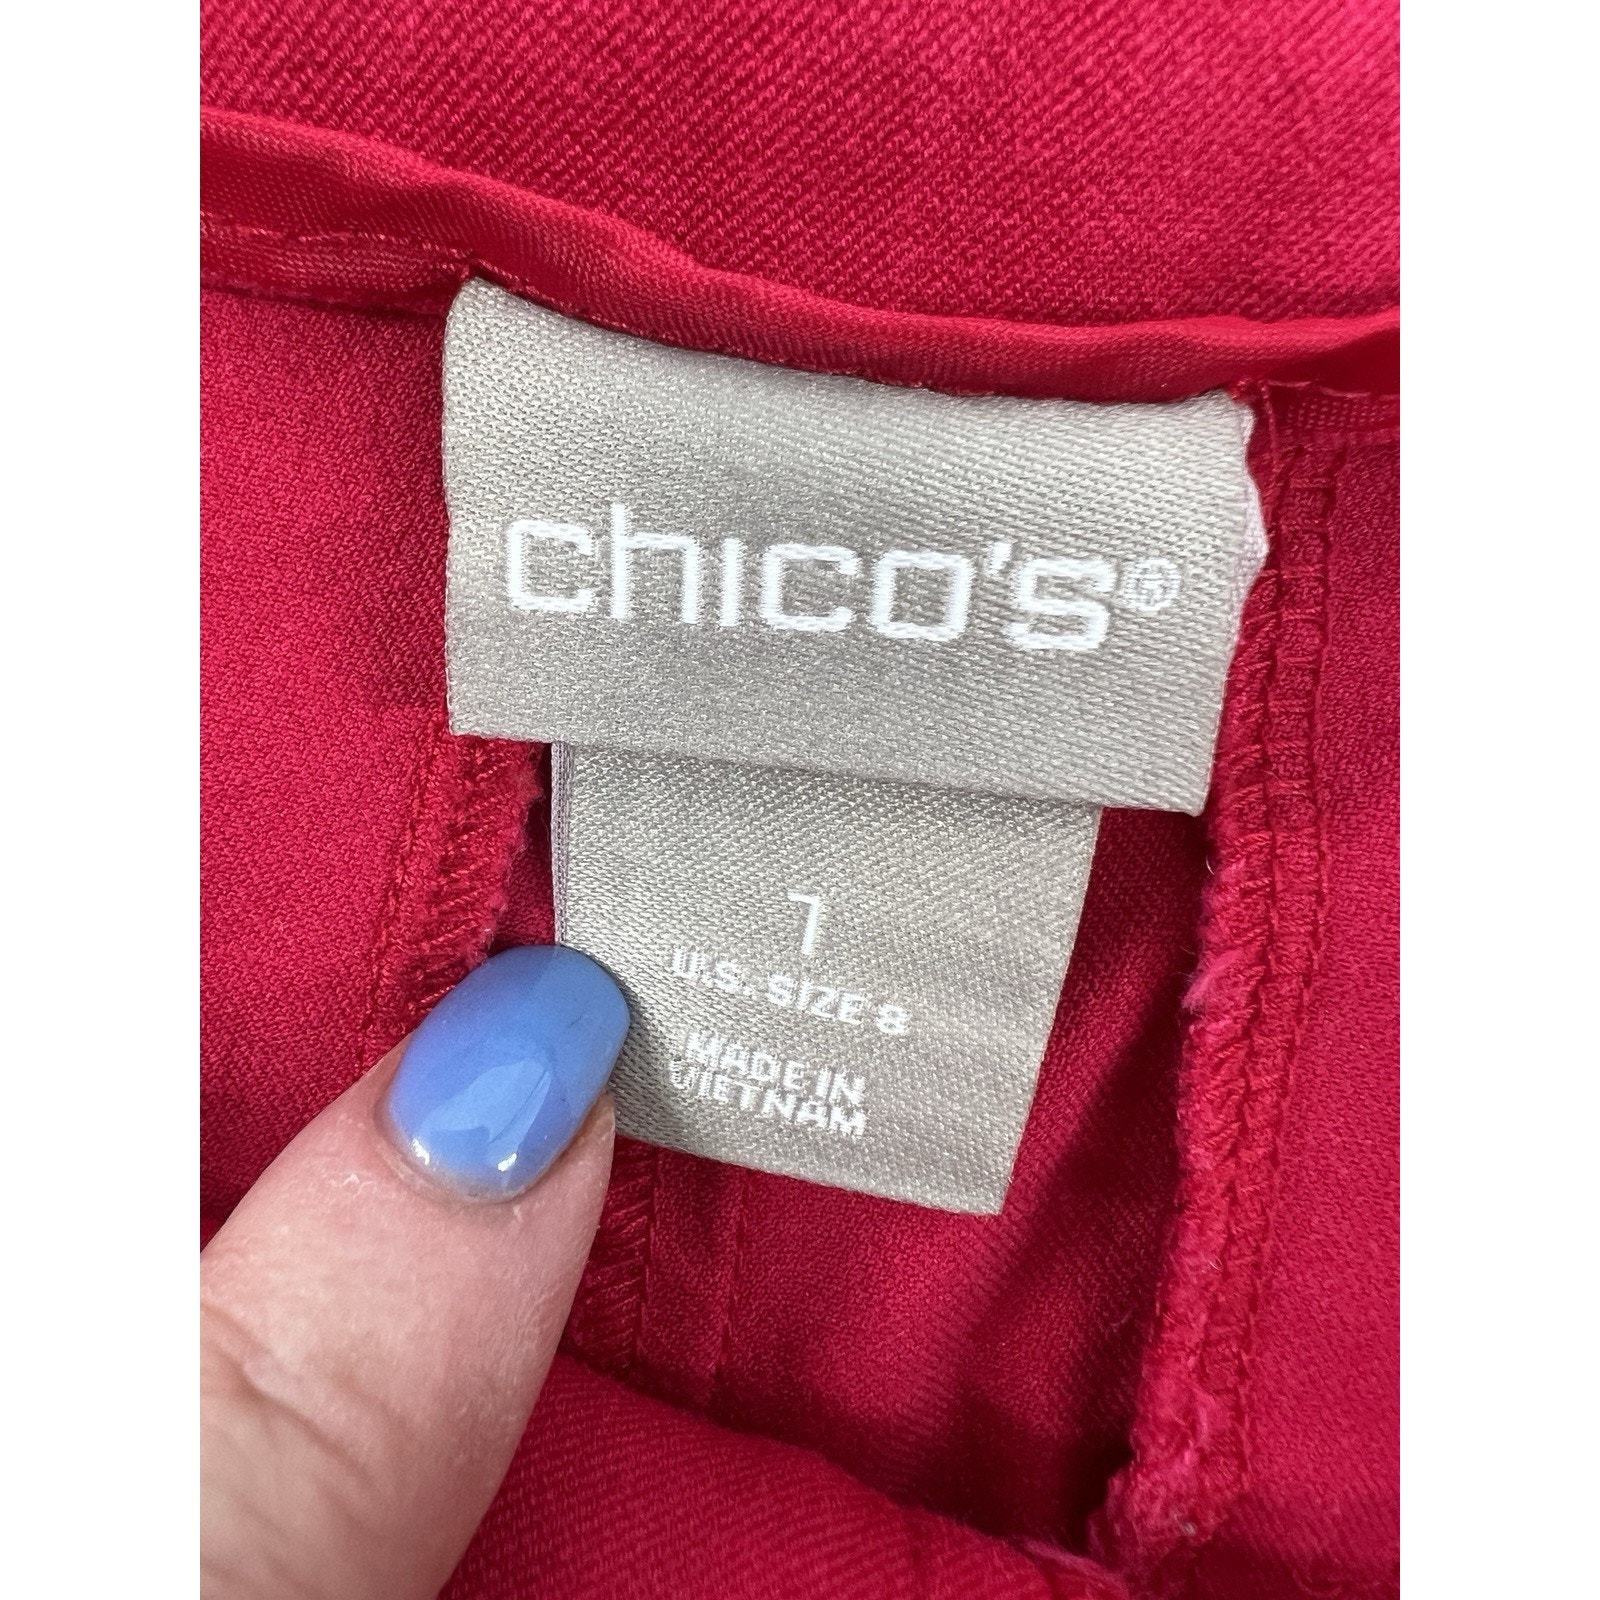 chico's®
1
U.S. SIZE 8
MADE IN
VIETNAM